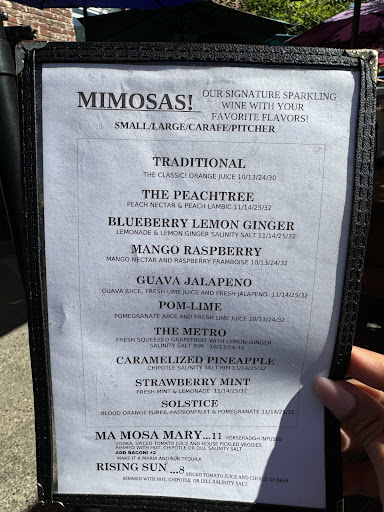 MIMOSAS!
OUR SIGNATURE SPARKLING
WINE WITH YOUR
FAVORITE FLAVORS!
SMALL/LARGE/CARAFE/PITCHER
TRADITIONAL
THE CLASSIC! ORANGE JUICE 10/13/24/30
THE PEACHTREE
PEACH NECTAR & PEACH LAMBIC 11/14/25/32
BLUEBERRY LEMON GINGER
LEMONADE & LEMON GINGER SALINITY SALT 11/14/25/32
MANGO RASPBERRY
MANGO NECTAR AND RASPBERRY FRAMBOISE 10/13/24/32
GUAVA JALAPENO
GUAVA JUICE, FRESH LIME JUICE AND FRESH JALAPENO 11/14/25/32
POM-LIME
POMEGRANATE JUICE AND FRESH LIME JUICE 10/13/24/32
THE METRO
FRESH SQUEEZED GRAPEFRUIT WITH LEMON-GINGER
SALINITY SALT RIM 10/13/24/32
CARAMELIZED PINEAPPLE
CHIPOTLE SALINITY SALT RIM 11/14/25/32
STRAWBERRY MINT
FRESH MINT & LEMONADE 11/14/25/32
SOLSTICE
BLOOD ORANGE PUREE, PASSIONFRUIT & POMEGRANATE 11/14/25/32
MA MOSA MARY...11 HORSERADISH INFUSED
VODKA, SPICED TOMATO JUICE AND HOUSE PICKLED VEGGIES.
RIMMED WITH HOT, CHIPOTLE OR DILL SALINITY SALT
ADD BACON! +2
MAKE IT A MARIA AND SUB TEQUILA
RISING SUN ...8 SPICED TOMATO JUICE AND CHOICE OF BEER
RIMMED WITH HOT, CHIPOTLE OR DILL SALINITY SALT